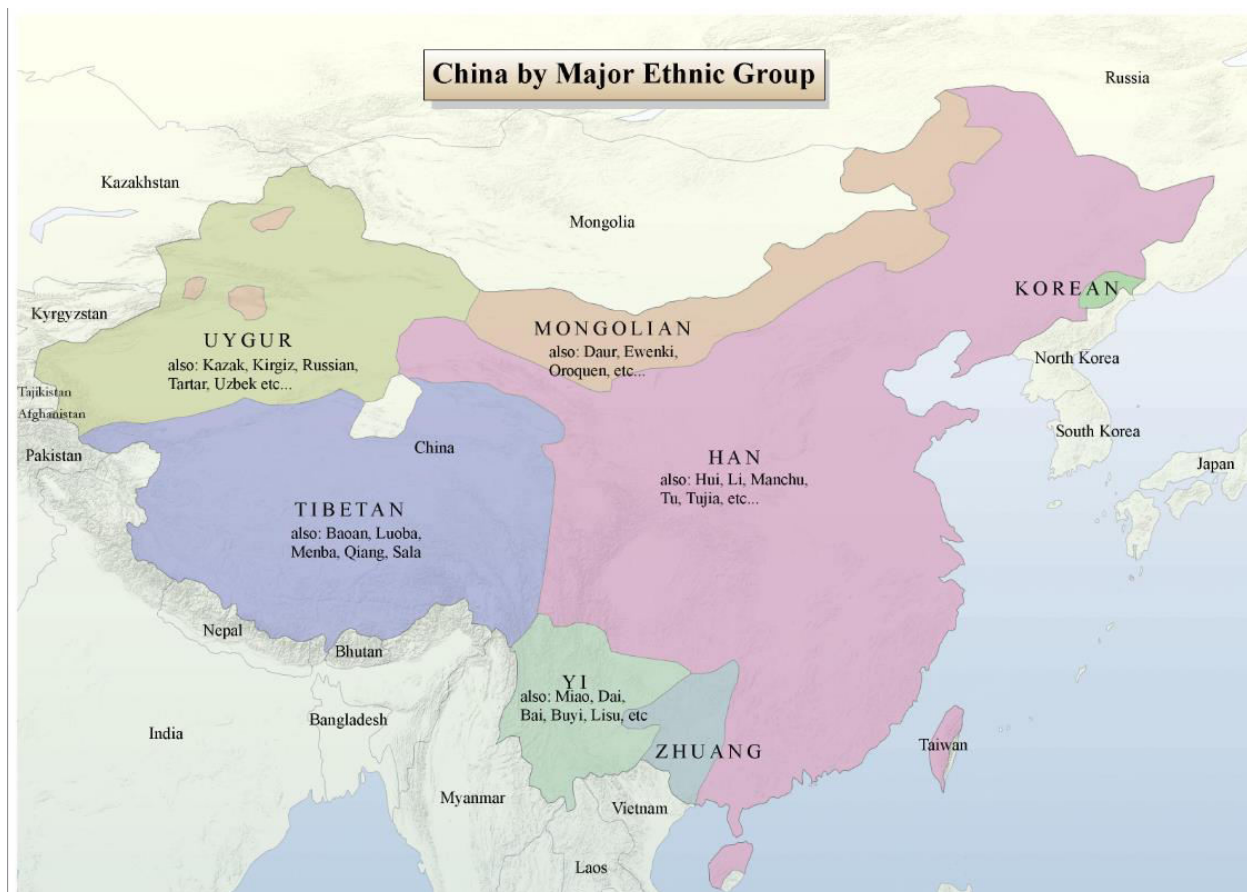 China by Major Ethnic Group
Russia
Kazakhstan
Mongolia
KOREAN
Kyrgyzstan
UYGUR
also: Kazak, Kirgiz, Russian,
Tartar, Uzbek etc...
MONGOLIAN
also: Daur, Ewenki,
Oroquen, etc...
North Korea
Tajikistan
Afghanistan
Pakistan
China
South Korea
Japan
HAN
also: Hui, Li, Manchu,
Tu, Tujia, etc...
TIBETAN
also: Baoan, Luoba,
Menba, Qiang, Sala
Nepal
Bhutan
YI
also: Miao, Dai,
Bai, Buyi, Lisu, etc
Bangladesh
India
ZHUANG
Taiwan
Myanmar
Vietnam
Laos